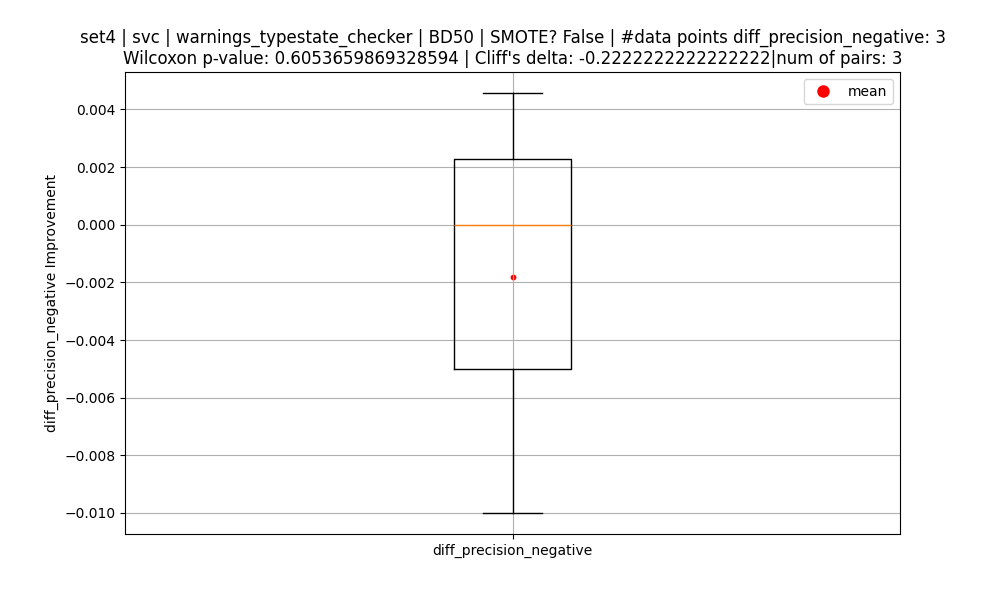 set4 | svc | warnings_typestate_checker | BD50 | SMOTE? False | #data points diff_precision_negative: 3
Wilcoxon p-value: 0.6053659869328594 | Cliff's delta: -0.2222222222222222|num of pairs: 3
mean
0.004
0.002
0.000
−0.002
−0.004
−0.006
−0.008
−0.010
diff_precision_negative Improvement
diff_precision_negative